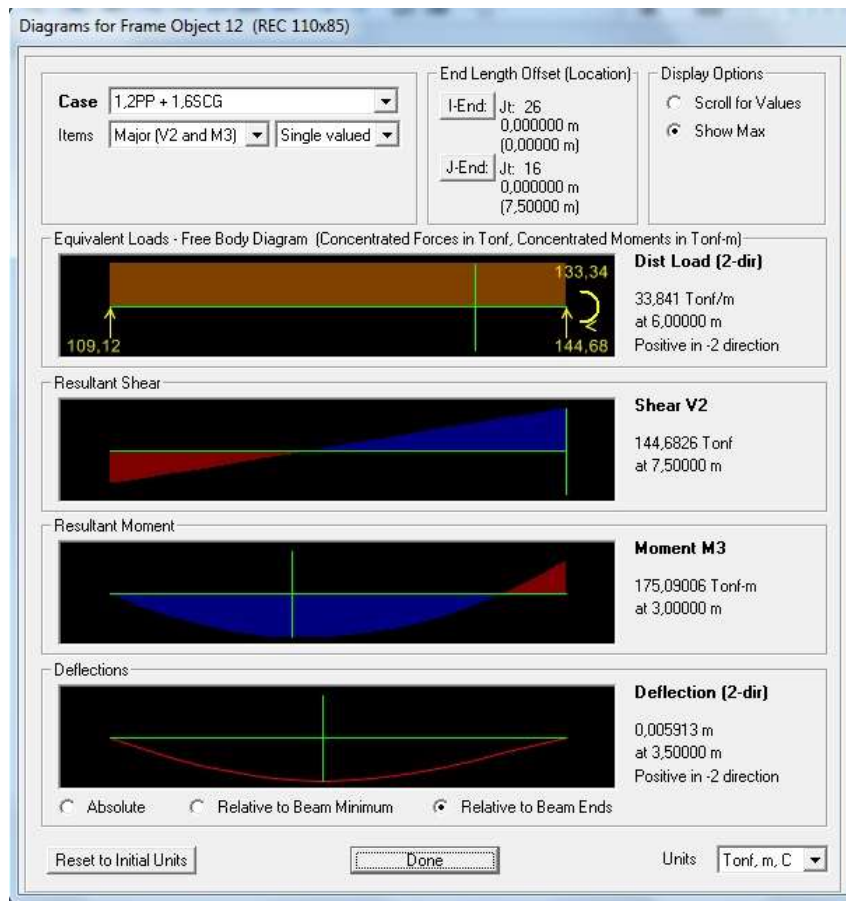 Diagrams for Frame Object 12 (REC 110x85)
Case 1,2PP + 1,6SCG
Items Major (V2 and M3) Single valued
End Length Offset (Location)
I-End: Jt: 26
0,000000 m
(0,00000 m)
J-End: Jt: 16
0,000000 m
(7,50000 m)
Display Options
Scroll for Values
Show Max
Equivalent Loads - Free Body Diagram (Concentrated Forces in Tonf, Concentrated Moments in Tonf-m)
133,34
109,12
144,68
Dist Load (2-dir)
33,841 Tonf/m
at 6,00000 m
Positive in -2 direction
Resultant Shear
Shear V2
144,6826 Tonf
at 7,50000 m
Resultant Moment
Moment M3
175,09006 Tonf-m
at 3,00000 m
Deflections
Deflection (2-dir)
0,005913 m
at 3,50000 m
Positive in -2 direction
Absolute Relative to Beam Minimum Relative to Beam Ends
Reset to Initial Units Done Units Tonf, m, C